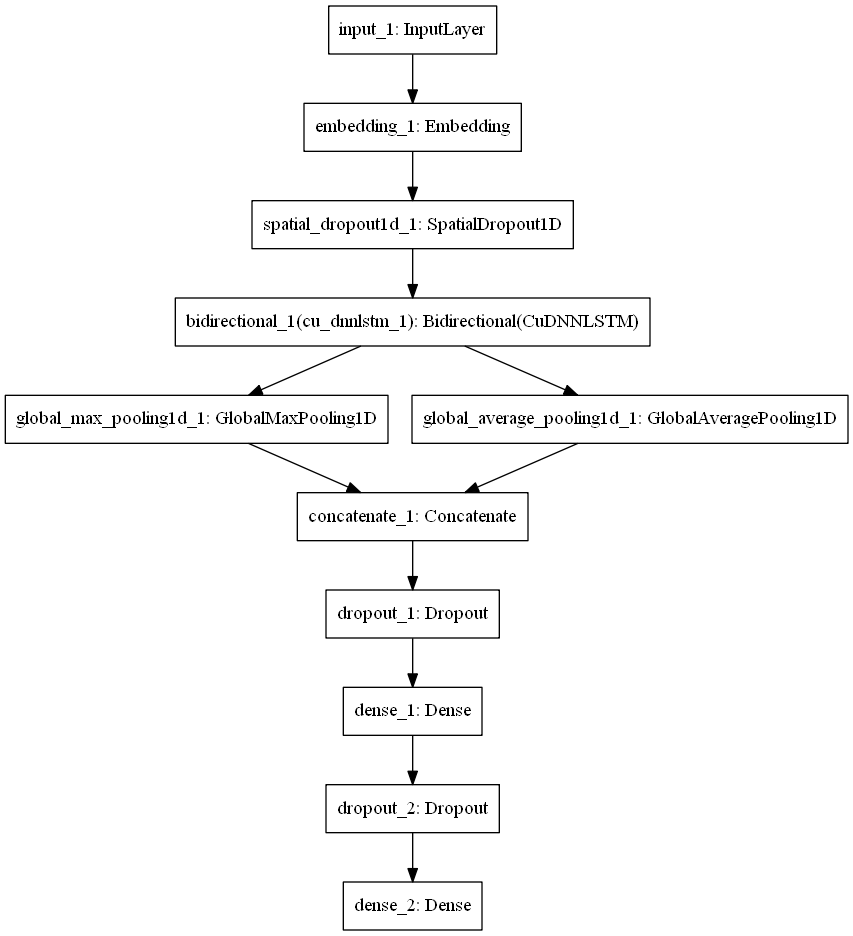 input_1: InputLayer
embedding_1: Embedding
spatial_dropout1d_1: SpatialDropout1D
bidirectional_1(cu_dnnlstm_1): Bidirectional(CuDNNLSTM)
global_max_pooling1d_1: GlobalMaxPooling1D
global_average_pooling1d_1: GlobalAveragePooling1D
concatenate_1: Concatenate
dropout_1: Dropout
dense_1: Dense
dropout_2: Dropout
dense_2: Dense